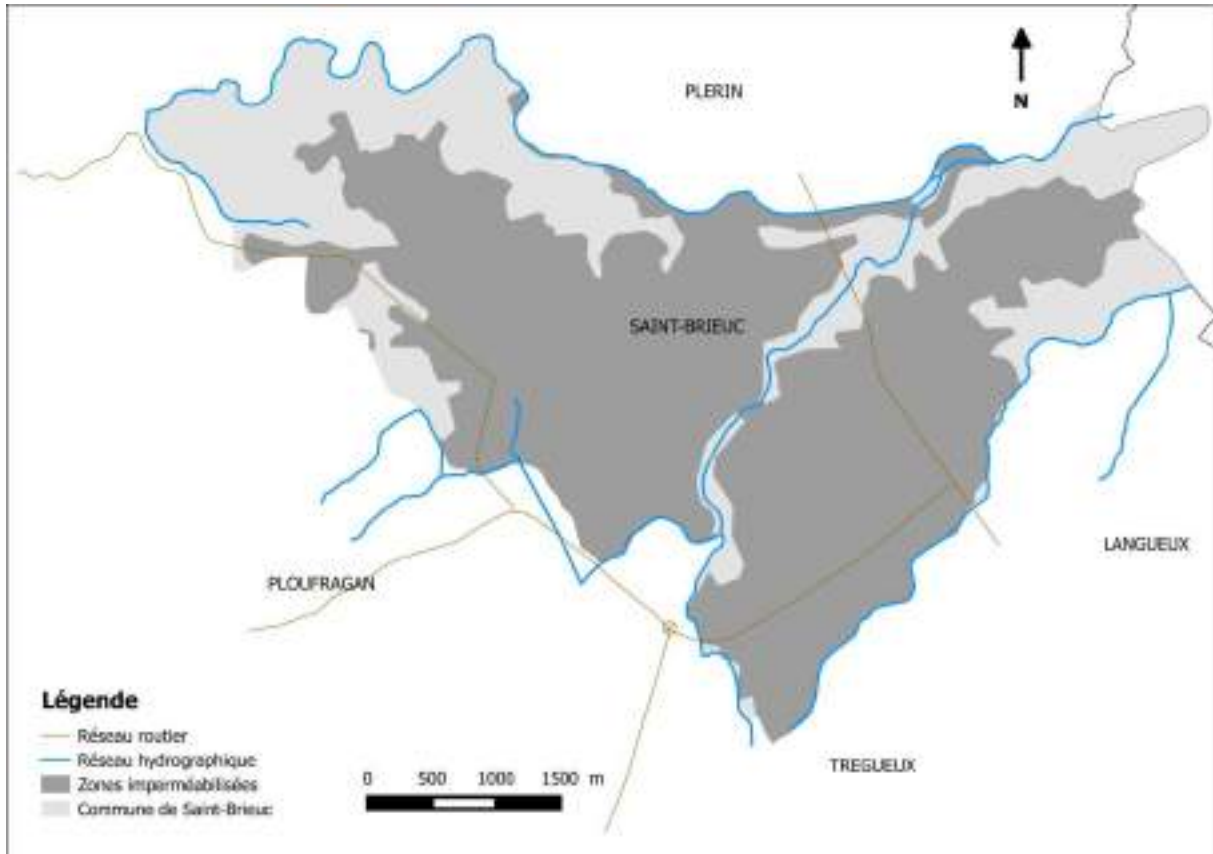 PLERIN
N
SAINT-BRIEUC
LANGUEUX
PLOUFRAGAN
TREGUEUX
Légende
Réseau routier
Réseau hydrographique
Zones imperméabilisées
Commune de Saint-Brieuc
0 500 1000 1500 m